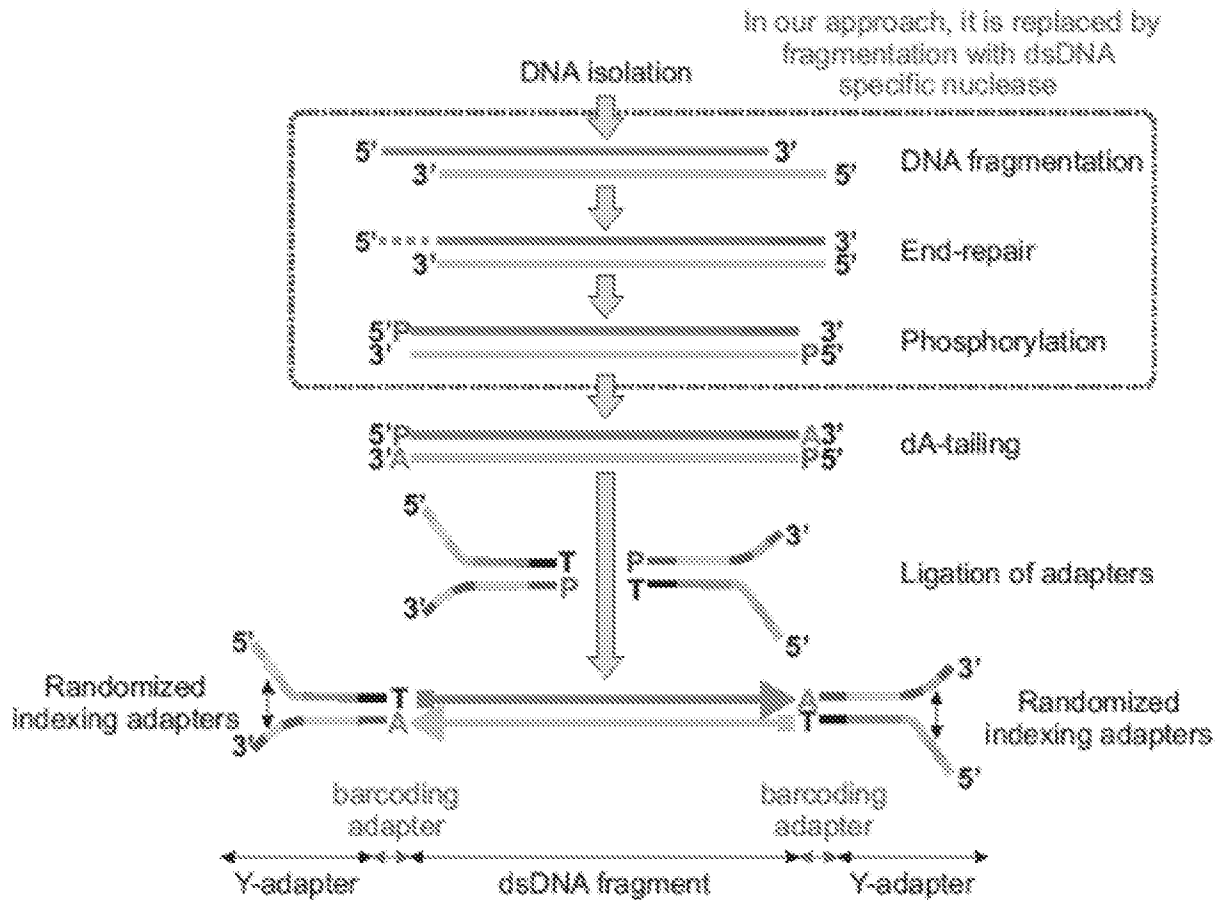 In our approach, it is replaced by
fragmentation with dsDNA
specific nuclease
DNA isolation
5' 3'
3' 5'
DNA fragmentation
5' 3'
3' 5'
End-repair
5'P 3'
3' P5'
Phosphorylation
5'P A3'
3'A P5'
dA-tailing
5' 3'
T P
P T
3' 5'
Ligation of adapters
5' 3'
Randomized
indexing adapters
T A
A T
3' 5'
Randomized
indexing adapters
barcoding
adapter
barcoding
adapter
Y-adapter dsDNA fragment Y-adapter